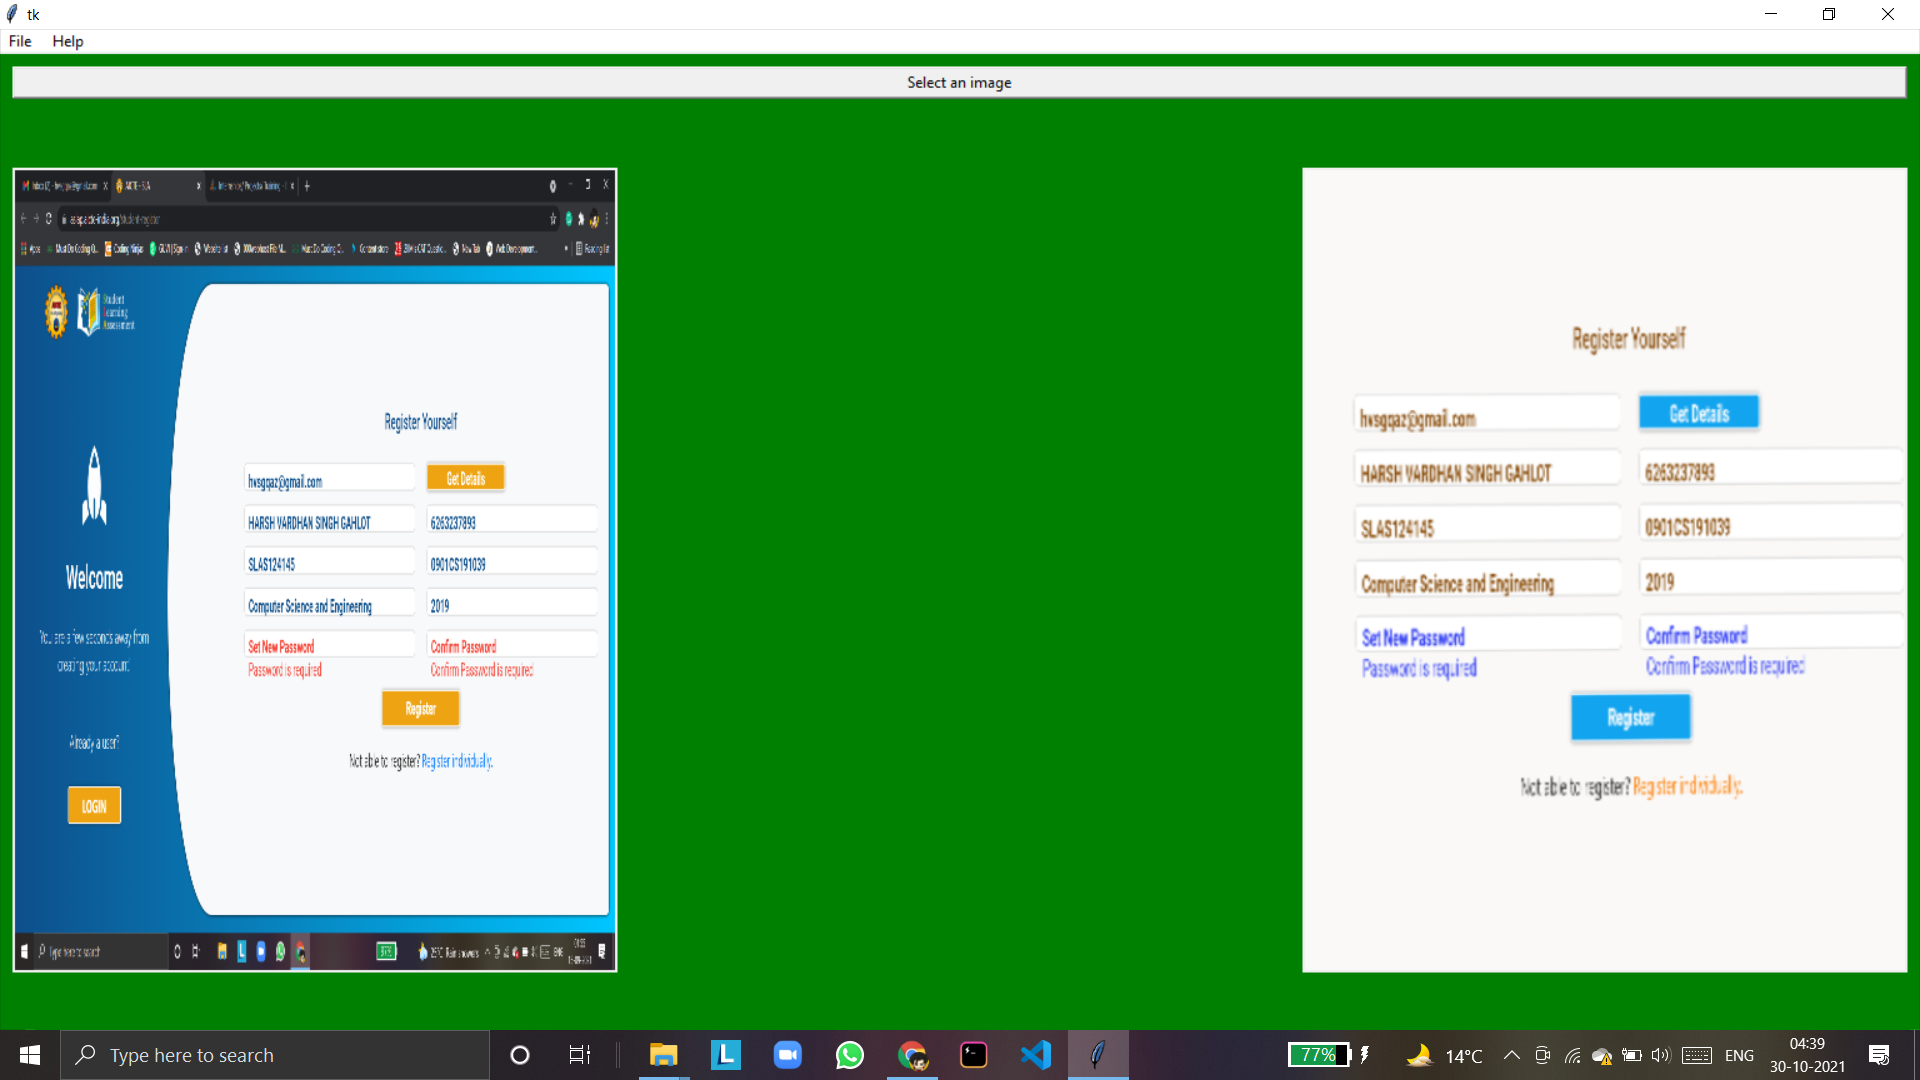 tk
File Help
Select an image
Student
Learning
Assessment
Welcome
You are a few seconds away from
creating your account
Already a user?
LOGIN
Register Yourself
hvsgqaz@gmail.com Get Details
HARSH VARDHAN SINGH GAHLOT 6263237893
SLAS124145 0901CS191039
Computer Science and Engineering 2019
Set New Password Confirm Password
Password is required Confirm Password is required
Register
Not able to register? Register individually.
Type here to search
Register Yourself
hvsgqaz@gmail.com Get Details
HARSH VARDHAN SINGH GAHLOT 6263237893
SLAS124145 0901CS191039
Computer Science and Engineering 2019
Set New Password Confirm Password
Password is required Confirm Password is required
Register
Not able to register? Register individually.
Type here to search
77% 14°C ENG 04:39
30-10-2021